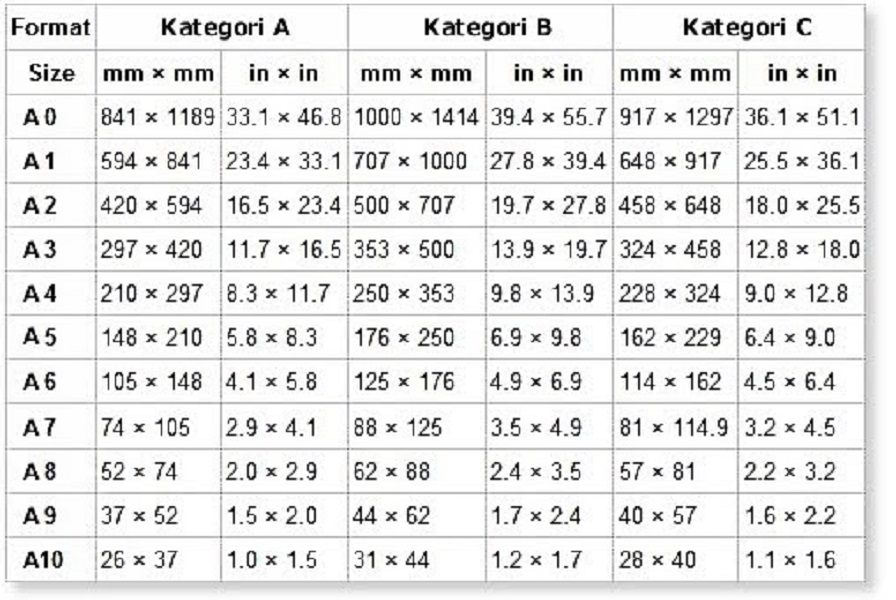 Format Kategori A Kategori B Kategori C
Size mm × mm in × in mm × mm in × in mm × mm in × in
A0 841 × 1189 33.1 × 46.8 1000 × 1414 39.4 × 55.7 917 × 1297 36.1 × 51.1
A1 594 × 841 23.4 × 33.1 707 × 1000 27.8 × 39.4 648 × 917 25.5 × 36.1
A2 420 × 594 16.5 × 23.4 500 × 707 19.7 × 27.8 458 × 648 18.0 × 25.5
A3 297 × 420 11.7 × 16.5 353 × 500 13.9 × 19.7 324 × 458 12.8 × 18.0
A4 210 × 297 8.3 × 11.7 250 × 353 9.8 × 13.9 228 × 324 9.0 × 12.8
A5 148 × 210 5.8 × 8.3 176 × 250 6.9 × 9.8 162 × 229 6.4 × 9.0
A6 105 × 148 4.1 × 5.8 125 × 176 4.9 × 6.9 114 × 162 4.5 × 6.4
A7 74 × 105 2.9 × 4.1 88 × 125 3.5 × 4.9 81 × 114.9 3.2 × 4.5
A8 52 × 74 2.0 × 2.9 62 × 88 2.4 × 3.5 57 × 81 2.2 × 3.2
A9 37 × 52 1.5 × 2.0 44 × 62 1.7 × 2.4 40 × 57 1.6 × 2.2
A10 26 × 37 1.0 × 1.5 31 × 44 1.2 × 1.7 28 × 40 1.1 × 1.6